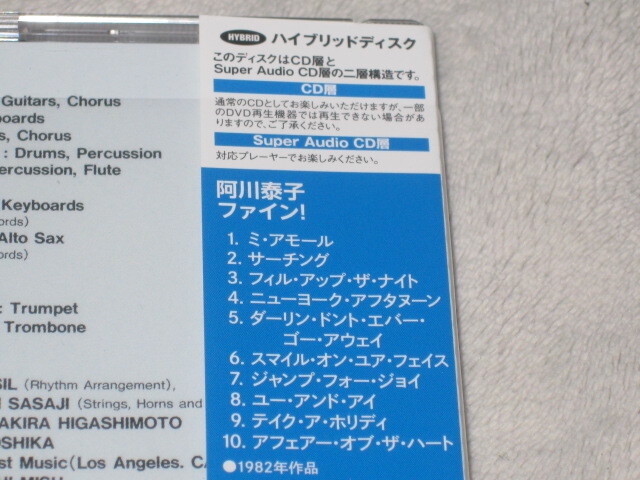 HYBRID ハイブリッドディスク
このディスクはCD層と
Super Audio CD層の二層構造です。
CD層
通常のCDとしてお楽しみいただけますが、一部
のDVD再生機器では再生できない場合があ
りますので、ご了承ください。
Super Audio CD層
対応プレーヤーでお楽しみください。
阿川泰子
ファイン!
1. ミ・アモール
2. サーチング
3. フィル・アップ・ザ・ナイト
4. ニューヨーク・アフタヌーン
5. ダーリン・ドント・エバー・
ゴー・アウェイ
6. スマイル・オン・ユア・フェイス
7. ジャンプ・フォー・ジョイ
8. ユー・アンド・アイ
9. テイク・ア・ホリディ
10. アフェアー・オブ・ザ・ハート
●1982年作品
Guitars, Chorus
boards
s, Chorus
: Drums, Percussion
ercussion, Flute
Keyboards
ords)
Alto Sax
ords)
: Trumpet
Trombone
SIL (Rhythm Arrangement),
I SASAJI (Strings, Horns and
AKIRA HIGASHIMOTO
OSHIKA
st Music(Los Angeles. CA